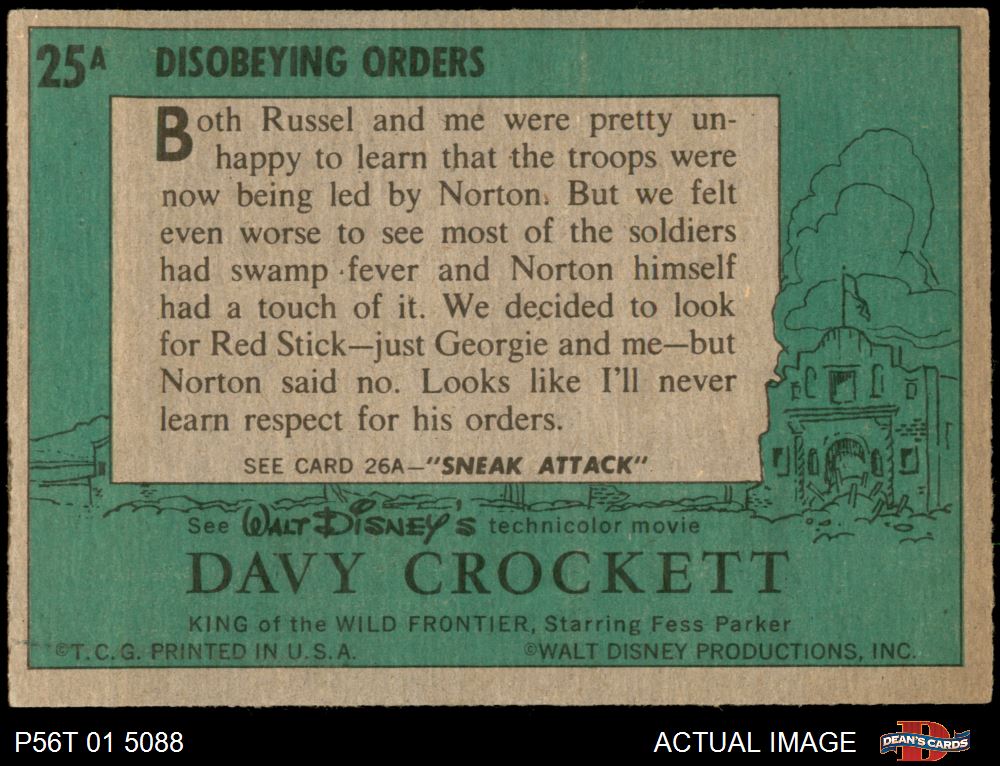 25A DISOBEYING ORDERS
Both Russel and me were pretty un-
happy to learn that the troops were
now being led by Norton. But we felt
even worse to see most of the soldiers
had swamp fever and Norton himself
had a touch of it. We decided to look
for Red Stick—just Georgie and me—but
Norton said no. Looks like I'll never
learn respect for his orders.
SEE CARD 26A—"SNEAK ATTACK"
See WALT DISNEY'S technicolor movie
DAVY CROCKETT
KING of the WILD FRONTIER, Starring Fess Parker
©T.C.G. PRINTED IN U.S.A. ©WALT DISNEY PRODUCTIONS, INC.
P56T 01 5088 ACTUAL IMAGE D DEAN'S CARDS